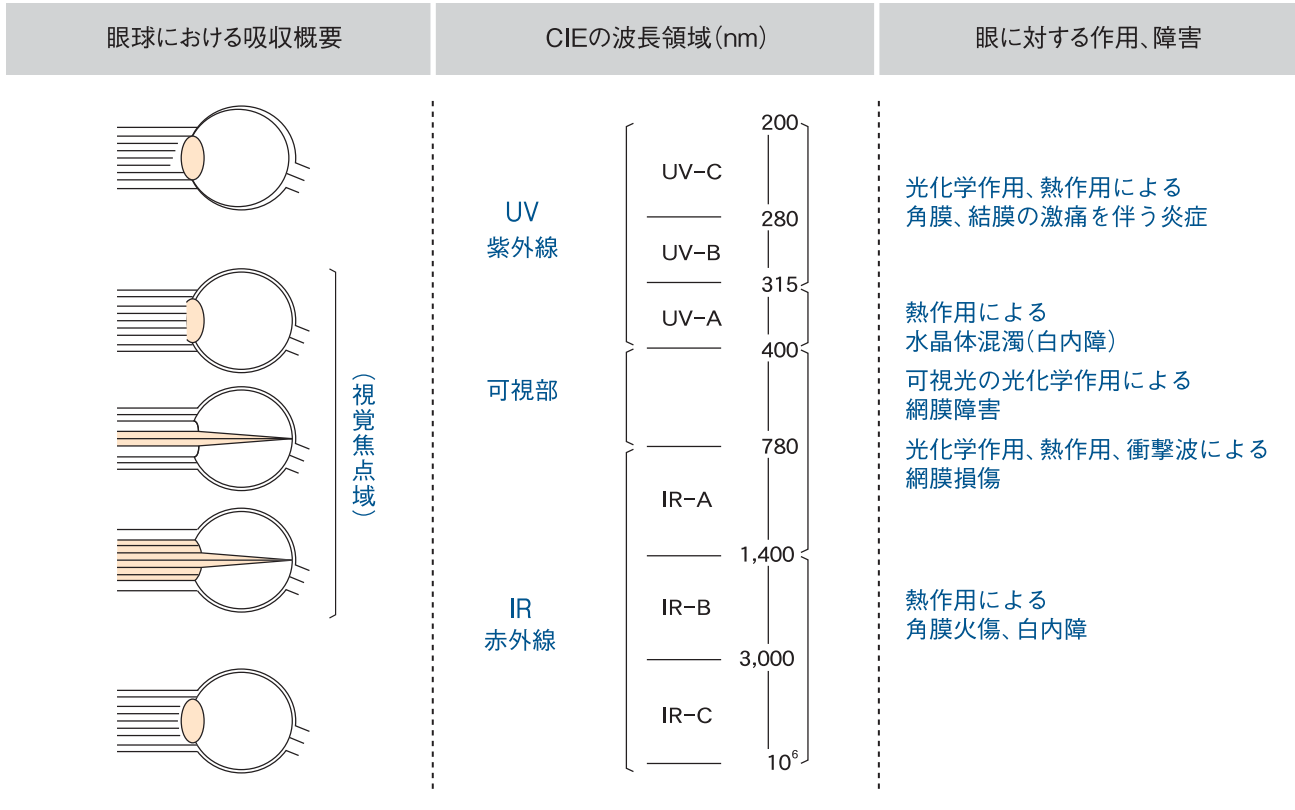 眼球における吸収概要
CIEの波長領域(nm)
眼に対する作用、障害
(視覚焦点域)
UV
紫外線
可視部
IR
赤外線
UV-C
UV-B
UV-A
IR-A
IR-B
IR-C
200
280
315
400
780
1,400
3,000
10⁶
光化学作用、熱作用による
角膜、結膜の激痛を伴う炎症
熱作用による
水晶体混濁(白内障)
可視光の光化学作用による
網膜障害
光化学作用、熱作用、衝撃波による
網膜損傷
熱作用による
角膜火傷、白内障